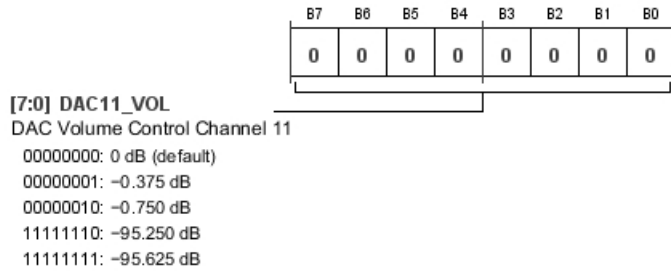 B7 B6 B5 B4 B3 B2 B1 B0
0 0 0 0 0 0 0 0
[7:0] DAC11_VOL
DAC Volume Control Channel 11
00000000: 0 dB (default)
00000001: −0.375 dB
00000010: −0.750 dB
11111110: −95.250 dB
11111111: −95.625 dB